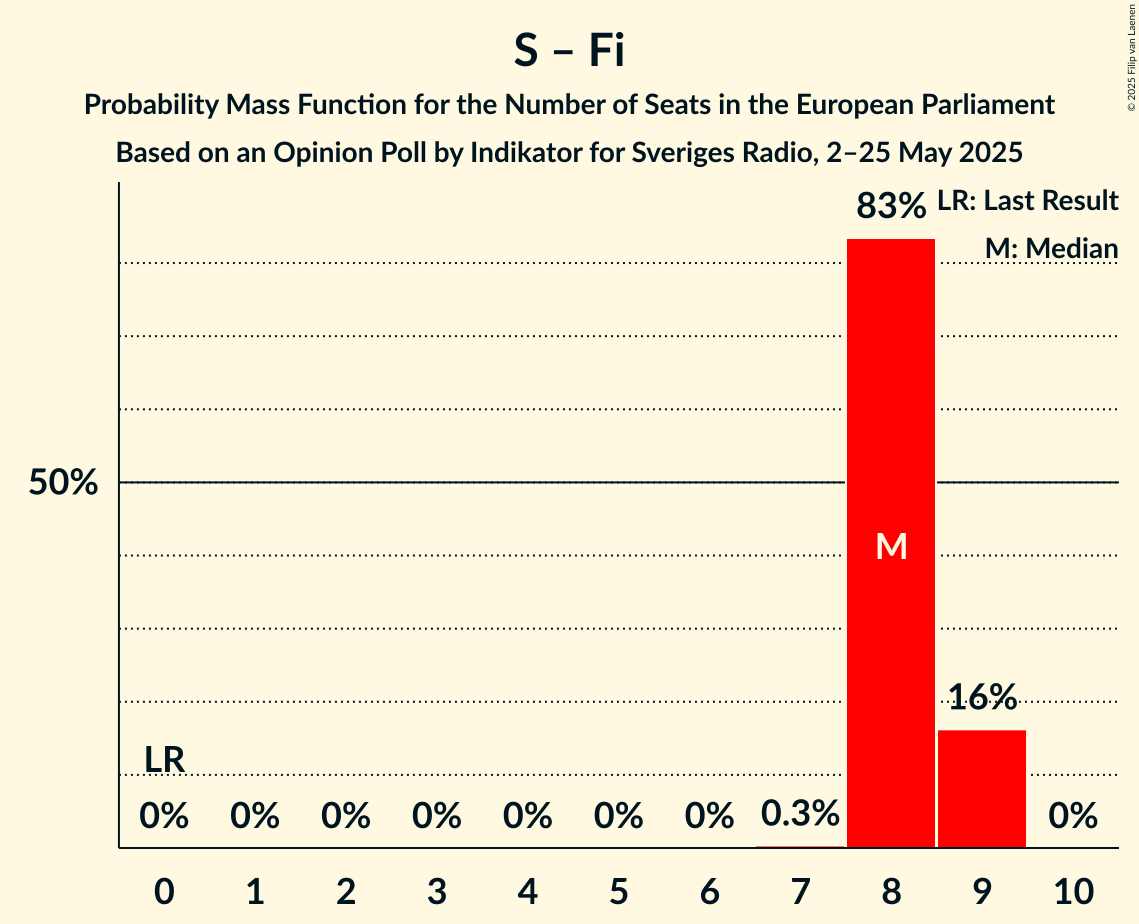 S – Fi
Probability Mass Function for the Number of Seats in the European Parliament
Based on an Opinion Poll by Indikator for Sveriges Radio, 2–25 May 2025
© 2025 Filip van Laenen
LR: Last Result
M: Median
83%
50%
M
16%
LR
0% 0% 0% 0% 0% 0% 0% 0.3% 0%
0 1 2 3 4 5 6 7 8 9 10